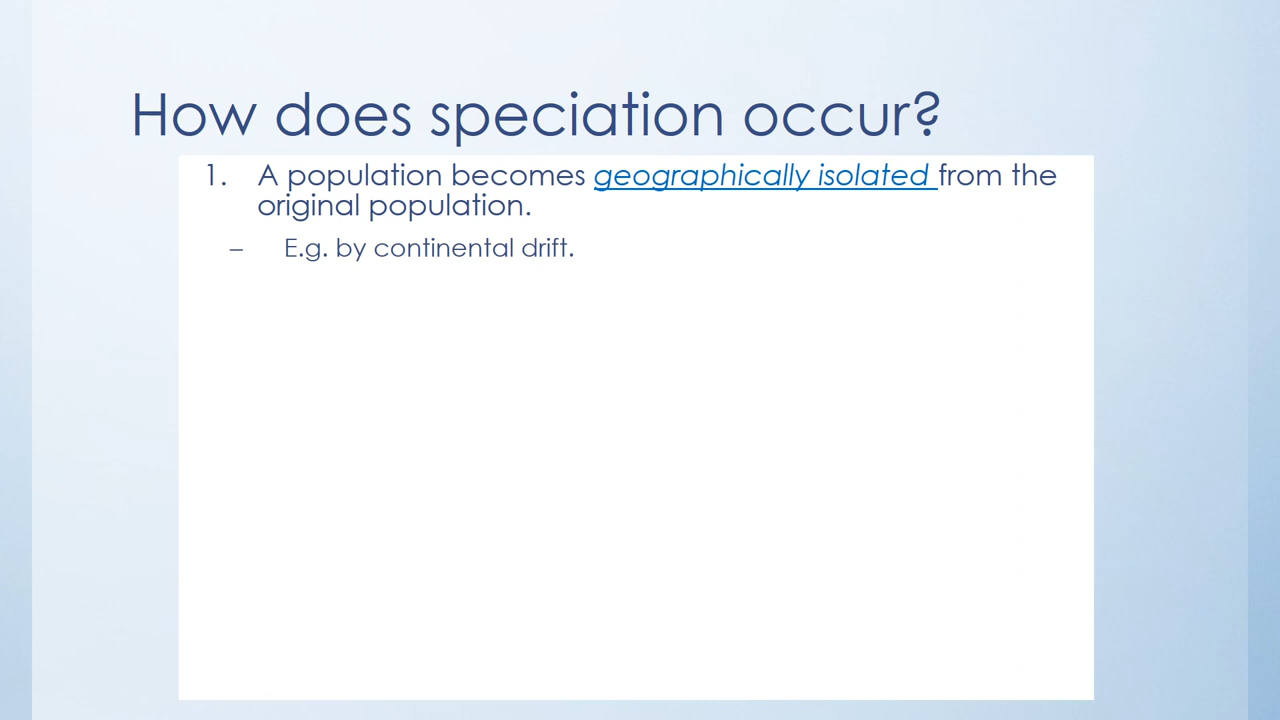 How does speciation occur?
1. A population becomes geographically isolated from the
original population.
– E.g. by continental drift.